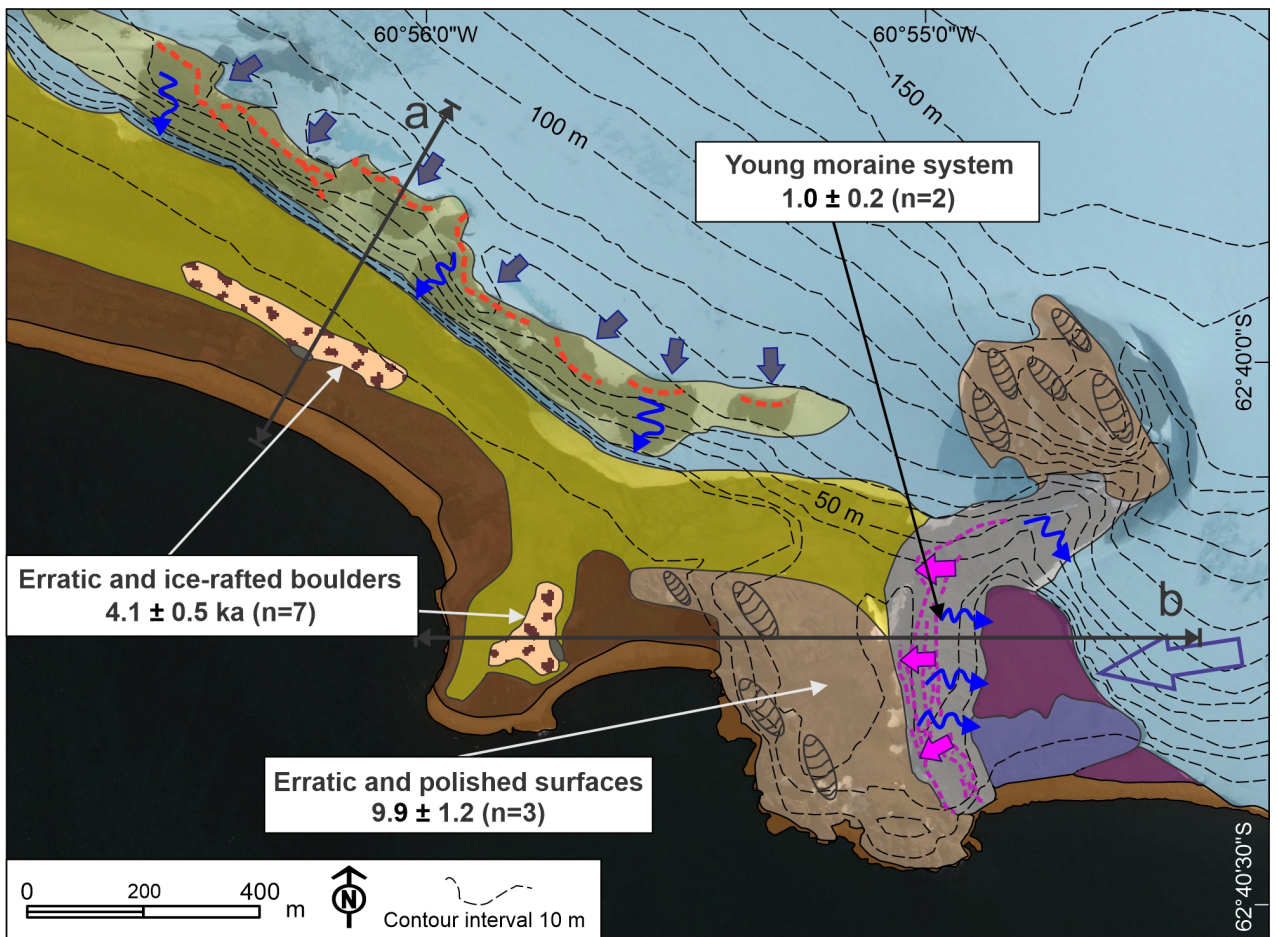 60°56'0"W
60°55'0"W
a
150 m
100 m
Young moraine system
1.0 ± 0.2 (n=2)
62°40'0"S
50 m
Erratic and ice-rafted boulders
4.1 ± 0.5 ka (n=7)
b
Erratic and polished surfaces
9.9 ± 1.2 (n=3)
62°40'30"S
0 200 400 m
N
Contour interval 10 m